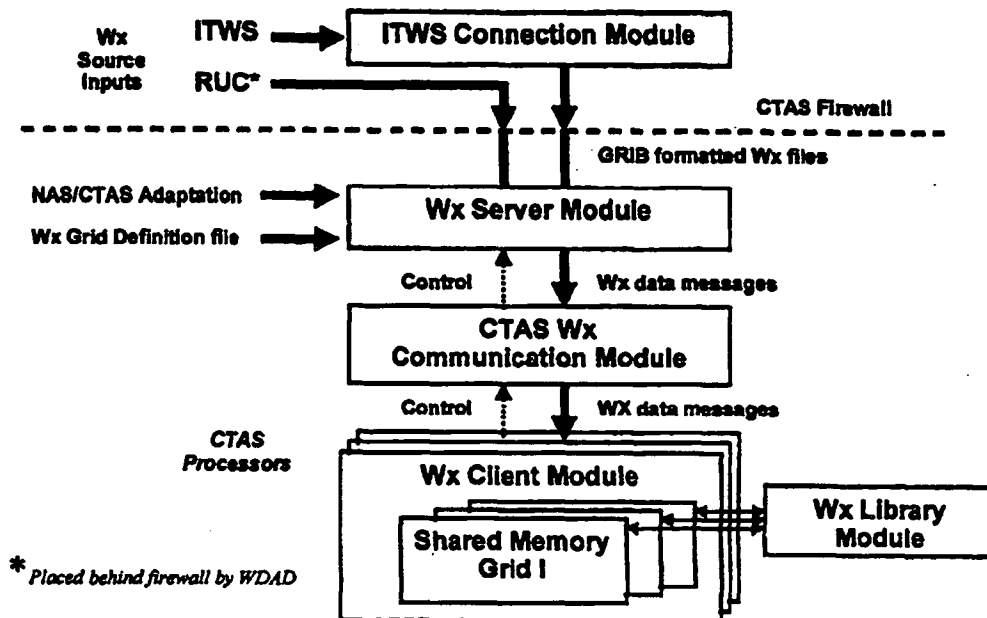 Wx
Source
Inputs
ITWS
RUC*
ITWS Connection Module
CTAS Firewall
GRIB formatted Wx files
NAS/CTAS Adaptation
Wx Grid Definition file
Wx Server Module
Control
Wx data messages
CTAS Wx
Communication Module
Control
WX data messages
CTAS
Processors
Wx Client Module
Shared Memory
Grid I
Wx Library
Module
* Placed behind firewall by WDAD